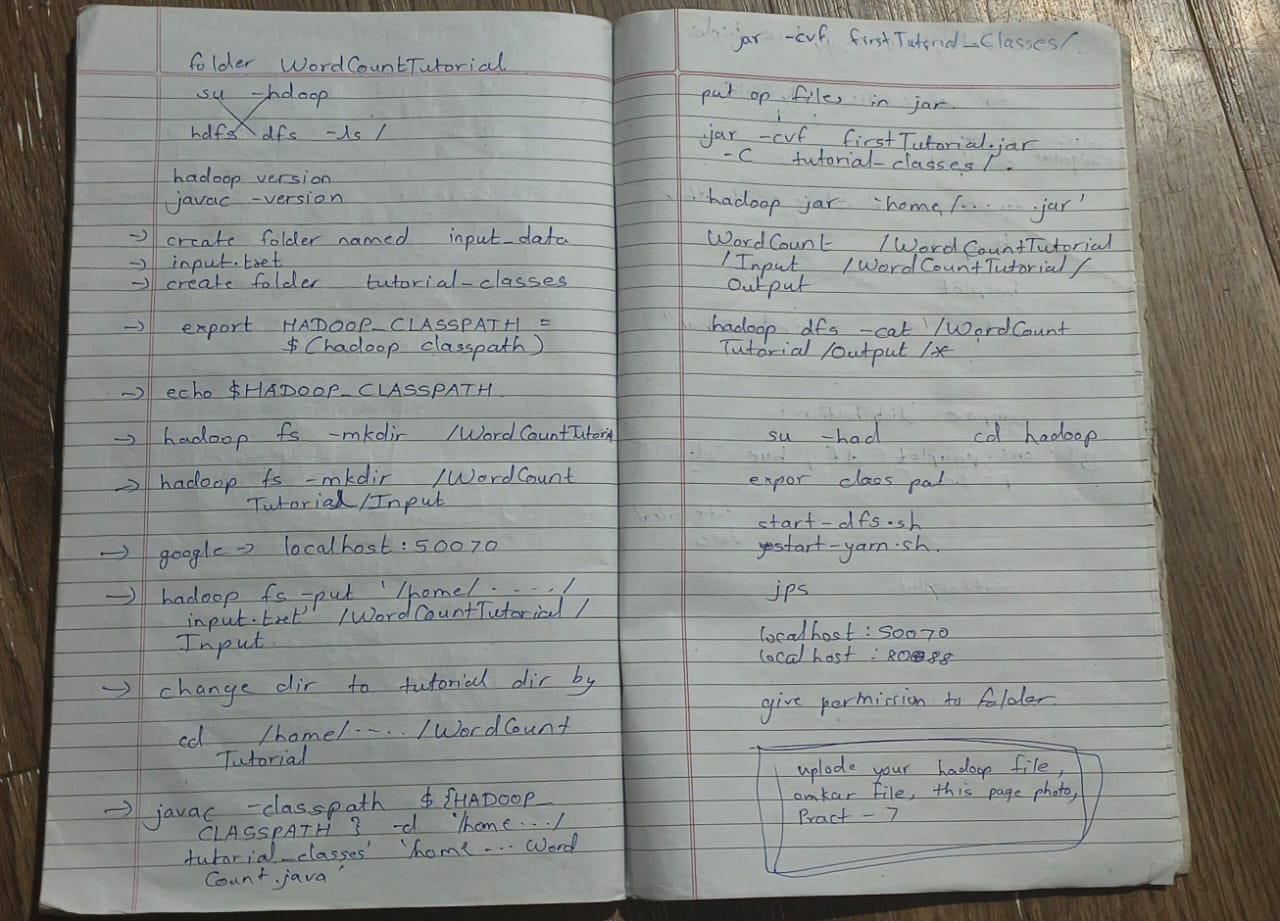 folder WordCountTutorial
su -hdoop
hdfs dfs -ls /
hadoop version
javac -version
→ create folder named input_data
→ input.txt
→ create folder tutorial-classes
→ export HADOOP_CLASSPATH =
$(hadoop classpath)
→ echo $HADOOP_CLASSPATH
→ hadoop fs -mkdir /WordCountTutoria
→ hadoop fs -mkdir /WordCount
Tutorial/Input
→ google → localhost:50070
→ hadoop fs -put '/home/...../
input.txt' /WordCountTutorial/
Input
→ change dir to tutorial dir by
cd /home/..../WordCount
Tutorial
→ javac -classpath ${HADOOP_
CLASSPATH} -d '/home.../
tutorial_classes' '/home...Word
Count.java'
jar -cvf firstTutorial_Classes/.
put op files in jar.
jar -cvf firstTutorial.jar
-C tutorial-classes/ .
hadoop jar 'home/.......jar'
WordCount /WordCountTutorial
/Input /WordCountTutorial/
Output
hadoop dfs -cat /WordCount
Tutorial/Output/*
su -had cd hadoop
expor class pat
start-dfs.sh
start-yarn.sh.
jps
localhost:50070
localhost:8088
give permission to folder
uplode your hadoop file,
omkar file, this page photo,
Pract - 7